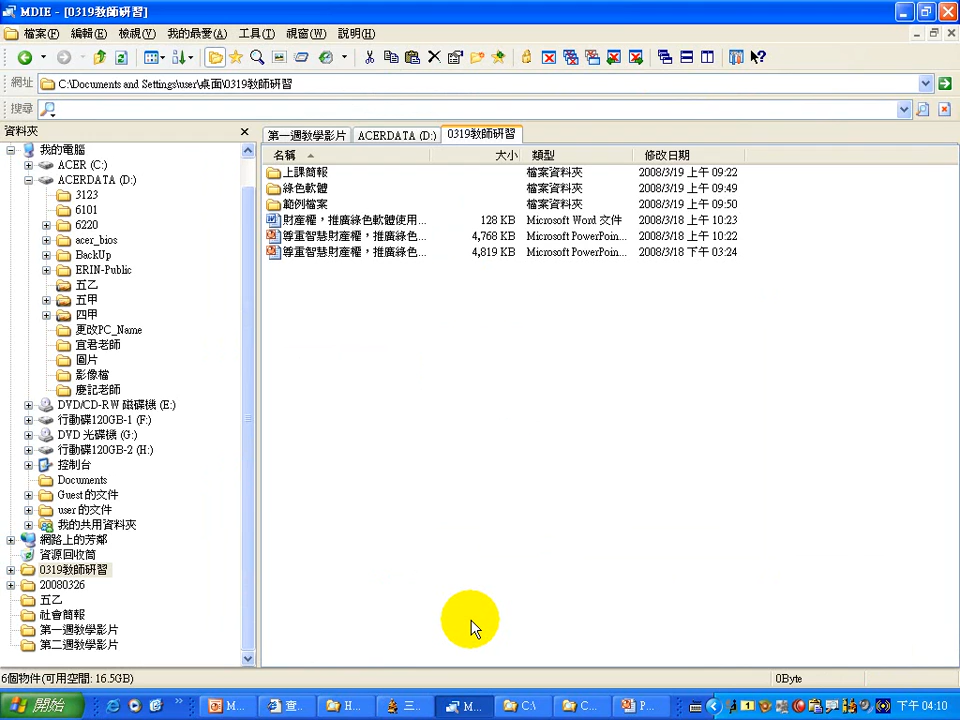 MDIE - [0319教師研習]
檔案(F) 編輯(E) 檢視(V) 我的最愛(A) 工具(T) 視窗(W) 說明(H)
網址 C:\Documents and Settings\user\桌面\0319教師研習
搜尋
資料夾
第一週教學影片 ACERDATA (D:) 0319教師研習
名稱 大小 類型 修改日期
上課簡報 檔案資料夾 2008/3/19 上午 09:22
綠色軟體 檔案資料夾 2008/3/19 上午 09:49
範例檔案 檔案資料夾 2008/3/19 上午 09:50
財產權，推廣綠色軟體使用... 128 KB Microsoft Word 文件 2008/3/18 上午 10:23
尊重智慧財產權，推廣綠色... 4,768 KB Microsoft PowerPoin... 2008/3/18 上午 10:22
尊重智慧財產權，推廣綠色... 4,819 KB Microsoft PowerPoin... 2008/3/18 下午 03:24
我的電腦
ACER (C:)
ACERDATA (D:)
3123
6101
6220
acer_bios
BackUp
ERIN-Public
五乙
五甲
四甲
更改PC_Name
宜君老師
圖片
影像檔
慶記老師
DVD/CD-RW 磁碟機 (E:)
行動碟120GB-1 (F:)
DVD 光碟機 (G:)
行動碟120GB-2 (H:)
控制台
Documents
Guest 的文件
user 的文件
我的共用資料夾
網路上的芳鄰
資源回收筒
0319教師研習
20080326
五乙
社會簡報
第一週教學影片
第二週教學影片
6個物件(可用空間: 16.5GB) 0Byte
開始 M... 查... H... 三... M... C:\ C... P... 下午 04:10